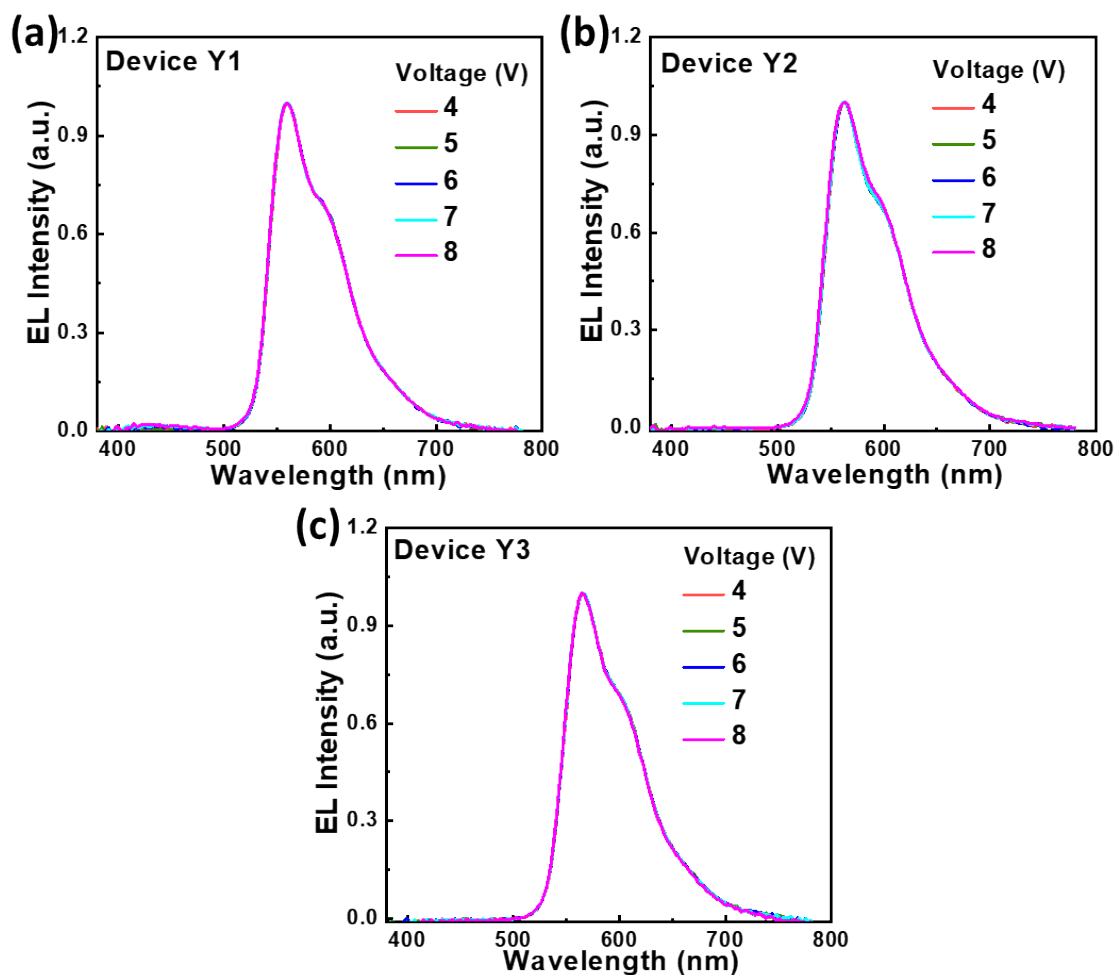 (a)
Device Y1
Voltage (V)
4
5
6
7
8
EL Intensity (a.u.)
1.2
0.9
0.6
0.3
0.0
400 500 600 700 800
Wavelength (nm)
(b)
Device Y2
Voltage (V)
4
5
6
7
8
EL Intensity (a.u.)
1.2
0.9
0.6
0.3
0.0
400 500 600 700 800
Wavelength (nm)
(c)
Device Y3
Voltage (V)
4
5
6
7
8
EL Intensity (a.u.)
1.2
0.9
0.6
0.3
0.0
400 500 600 700 800
Wavelength (nm)